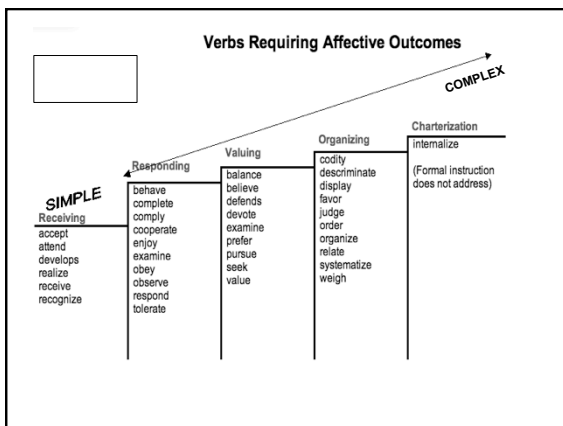 Verbs Requiring Affective Outcomes
COMPLEX
SIMPLE
Receiving
accept
attend
develops
realize
receive
recognize
Responding
behave
complete
comply
cooperate
enjoy
examine
obey
observe
respond
tolerate
Valuing
balance
believe
defends
devote
examine
prefer
pursue
seek
value
Organizing
codity
descriminate
display
favor
judge
order
organize
relate
systematize
weigh
Charterization
internalize
(Formal instruction
does not address)